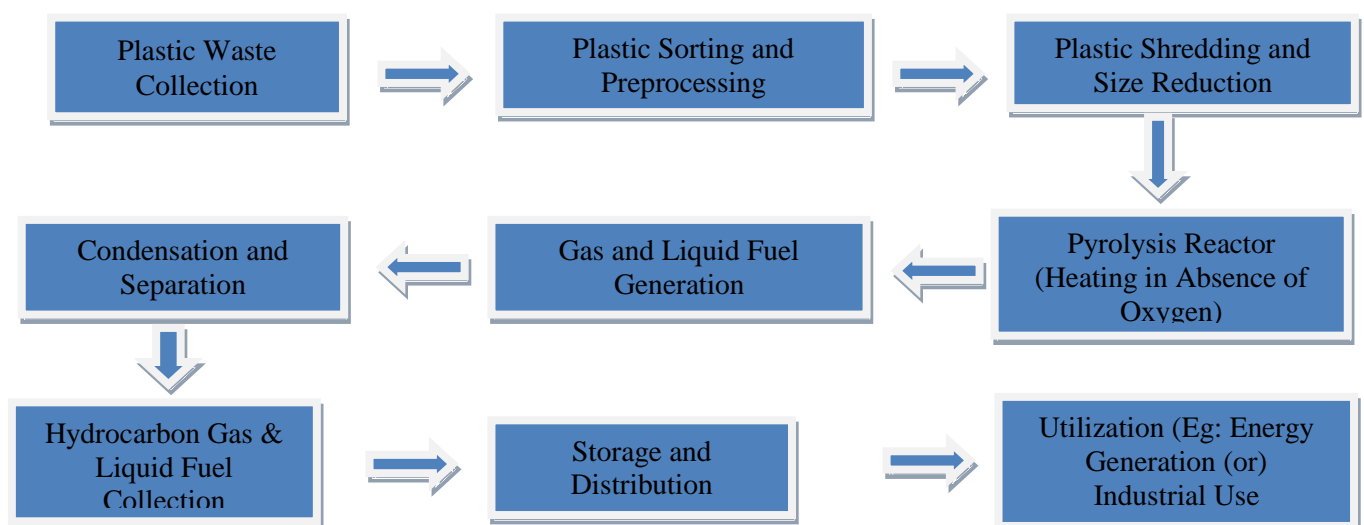 Plastic Waste
Collection
Plastic Sorting and
Preprocessing
Plastic Shredding and
Size Reduction
Pyrolysis Reactor
(Heating in Absence of
Oxygen)
Gas and Liquid Fuel
Generation
Condensation and
Separation
Hydrocarbon Gas &
Liquid Fuel
Collection
Storage and
Distribution
Utilization (Eg: Energy
Generation (or)
Industrial Use